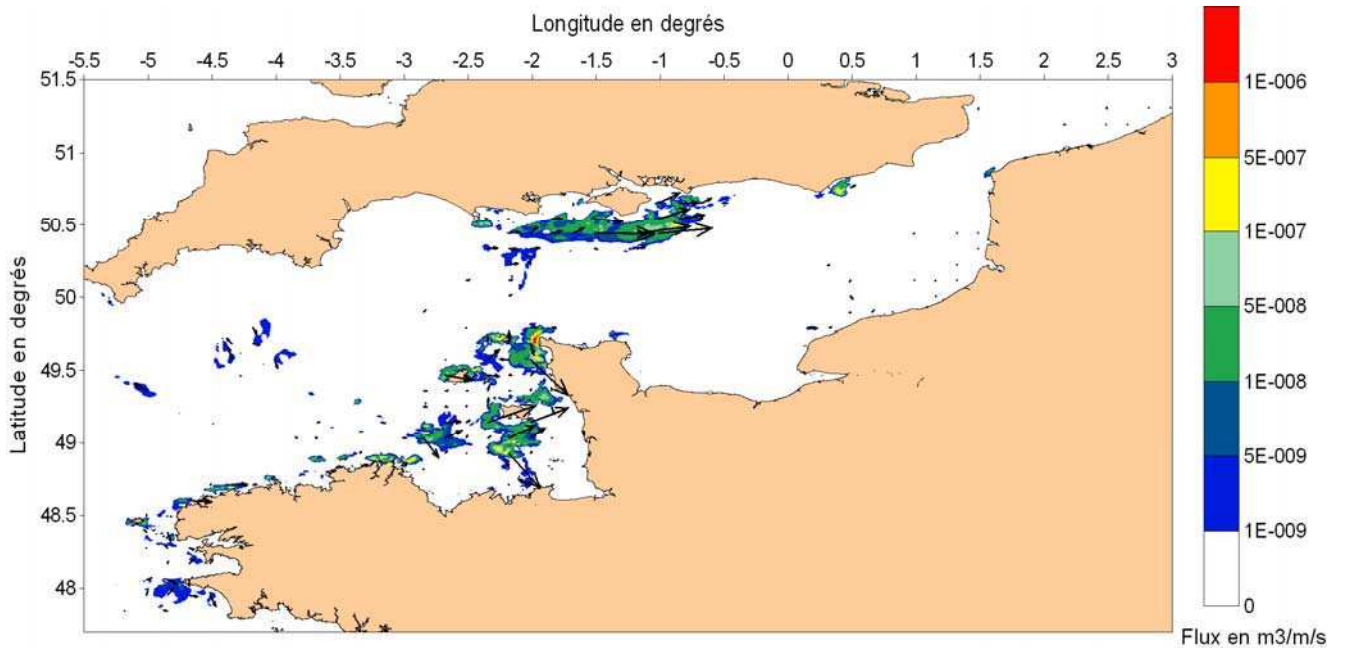 Longitude en degrés
-5.5 -5 -4.5 -4 -3.5 -3 -2.5 -2 -1.5 -1 -0.5 0 0.5 1 1.5 2 2.5 3
51.5
51
50.5
50
49.5
49
48.5
48
Latitude en degrés
1E-006
5E-007
1E-007
5E-008
1E-008
5E-009
1E-009
0
Flux en m3/m/s